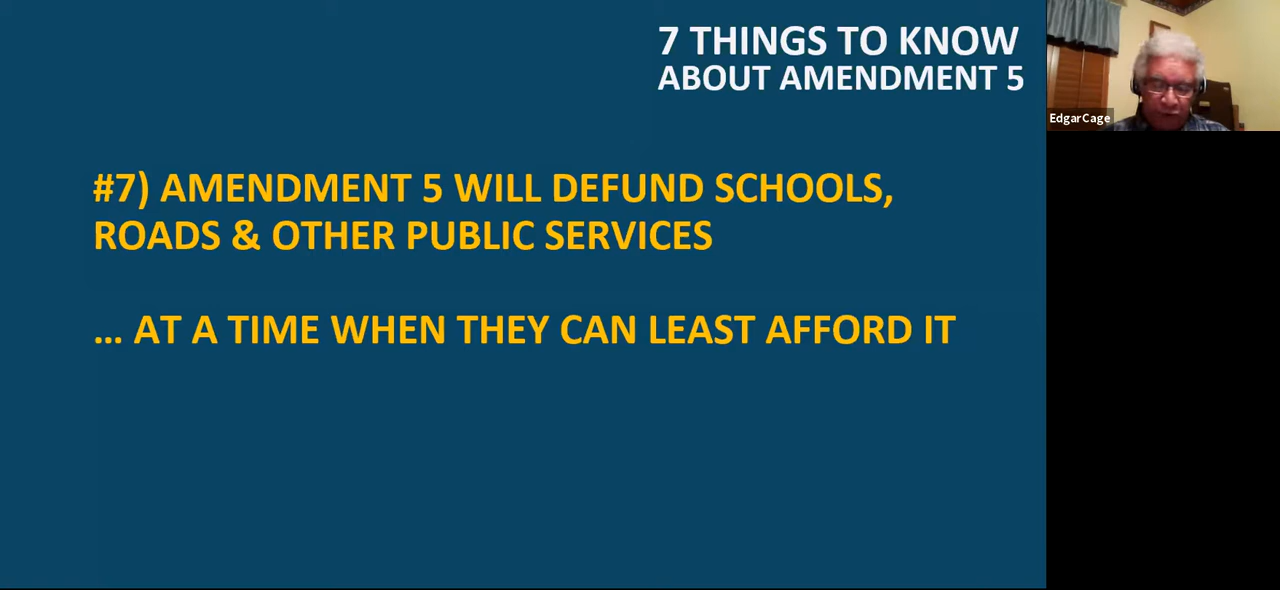 7 THINGS TO KNOW
ABOUT AMENDMENT 5
EdgarCage
#7) AMENDMENT 5 WILL DEFUND SCHOOLS,
ROADS & OTHER PUBLIC SERVICES
... AT A TIME WHEN THEY CAN LEAST AFFORD IT